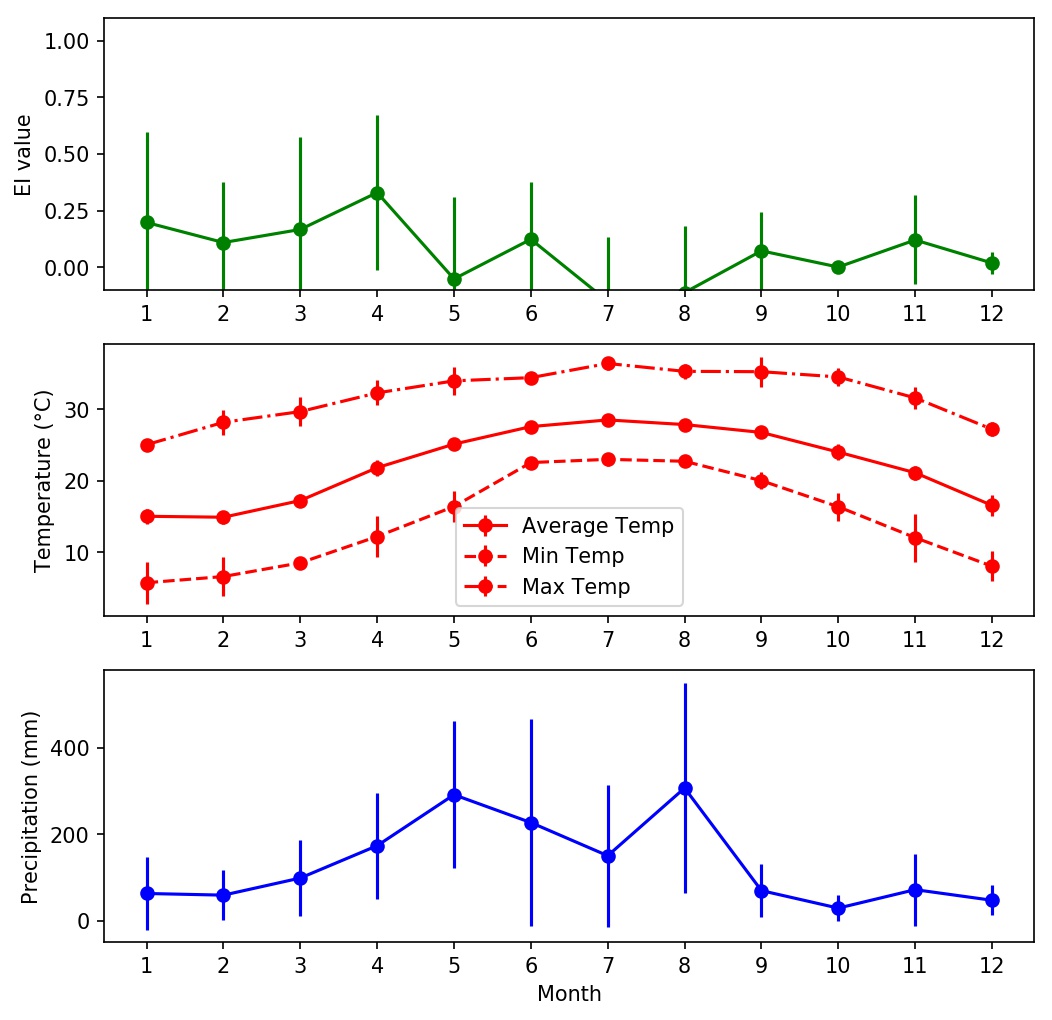 EI value
1.00
0.75
0.50
0.25
0.00
1 2 3 4 5 6 7 8 9 10 11 12
Temperature (°C)
30
20
10
Average Temp
Min Temp
Max Temp
1 2 3 4 5 6 7 8 9 10 11 12
Precipitation (mm)
400
200
0
1 2 3 4 5 6 7 8 9 10 11 12
Month